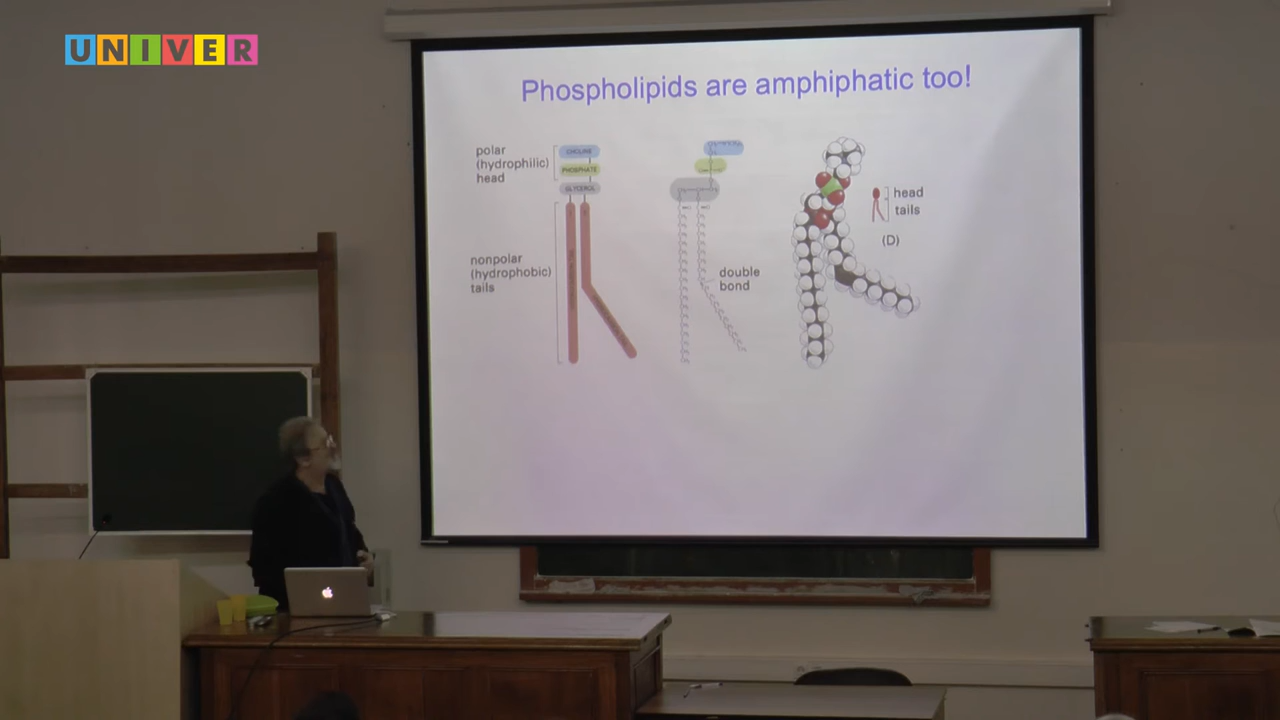 UNIVER
Phospholipids are amphiphatic too!
polar
(hydrophilic)
head
CHOLINE
PHOSPHATE
GLYCEROL
nonpolar
(hydrophobic)
tails
double
bond
head
tails
(D)